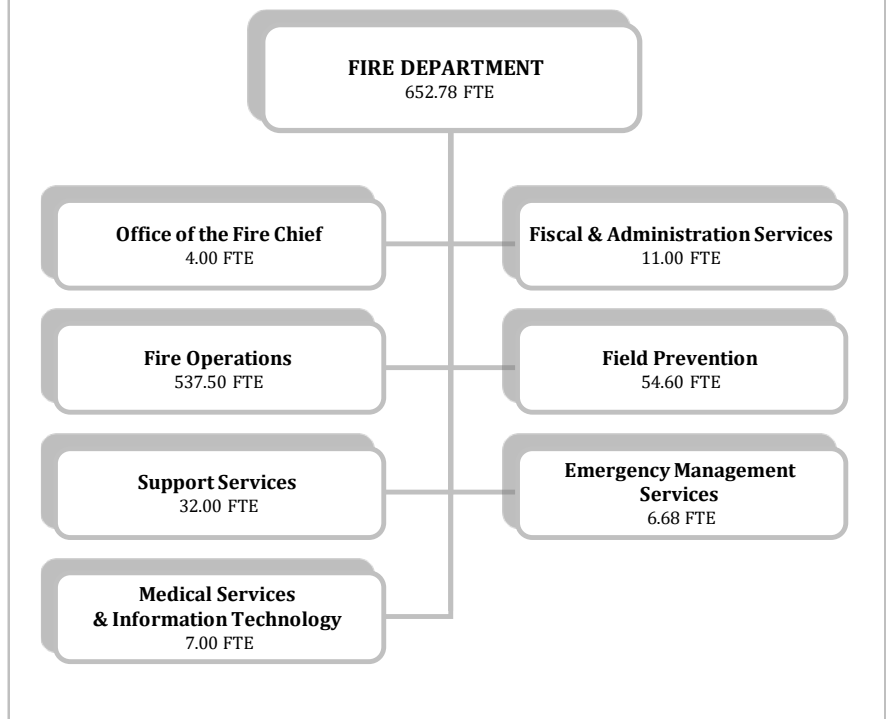 FIRE DEPARTMENT
652.78 FTE
Office of the Fire Chief
4.00 FTE
Fiscal & Administration Services
11.00 FTE
Fire Operations
537.50 FTE
Field Prevention
54.60 FTE
Support Services
32.00 FTE
Emergency Management
Services
6.68 FTE
Medical Services
& Information Technology
7.00 FTE